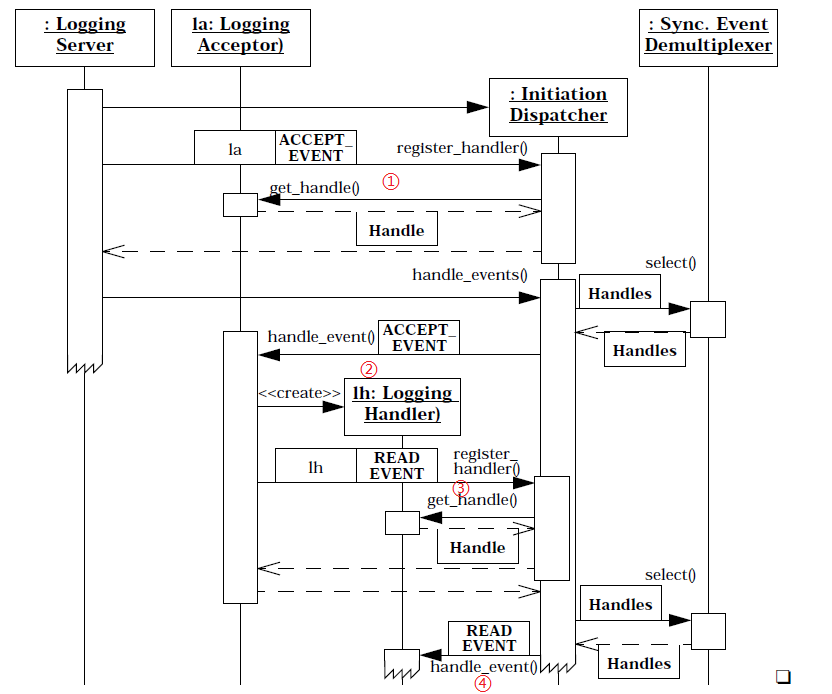 : Logging
Server
la: Logging
Acceptor)
: Sync. Event
Demultiplexer
: Initiation
Dispatcher
la
ACCEPT_
EVENT
register_handler()
①
get_handle()
Handle
select()
handle_events()
Handles
Handles
handle_event()
ACCEPT_
EVENT
②
<<create>>
lh: Logging
Handler)
lh
READ
EVENT
register_
handler()
③
get_handle()
Handle
select()
Handles
READ
EVENT
Handles
handle_event()
④